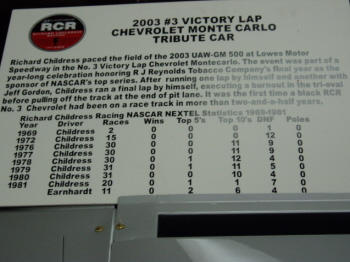 RCR
2003 #3 VICTORY LAP
CHEVROLET MONTE CARLO
TRIBUTE CAR
Richard Childress paced the field of the 2003 UAW-GM 500 at Lowes Motor
Speedway in the No. 3 Victory Lap Chevrolet Montecarlo. The event was part of a
year-long celebration honoring R J Reynolds Tobacco Company's final year as the
sponsor of NASCAR's top series. After running one lap by himself and another with
Jeff Gordon, Childress ran a final lap by himself, executing a burnout in the tri-oval
before pulling off the track at the end of pit lane. It was the first time a black RCR
No. 3 Chevrolet had been on a race track in more than two-and-a-half years.
Richard Childress Racing NASCAR NEXTEL Statistics 1969-1981
Year Driver Races Wins Top 5's Top 10's DNF Poles
1969 Childress 2 0 0 0 1 0
1972 Childress 15 0 0 0 12 0
1976 Childress 30 0 0 11 9 0
1977 Childress 30 0 0 11 9 0
1978 Childress 30 0 1 12 4 0
1979 Childress 31 0 1 11 5 0
1980 Childress 31 0 0 10 4 0
1981 Childress 20 0 1 1 7 0
Earnhardt 11 0 2 6 4 0